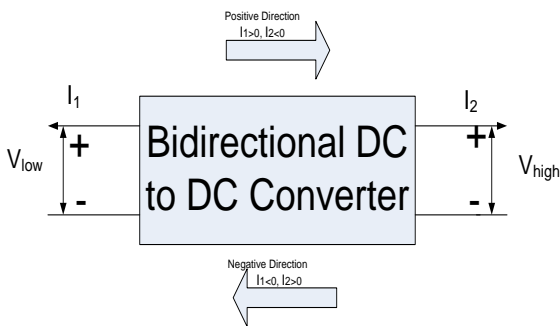 Positive Direction
I1>0, I2<0
I1
I2
+
+
Vlow
Bidirectional DC
to DC Converter
Vhigh
-
-
Negative Direction
I1<0, I2>0